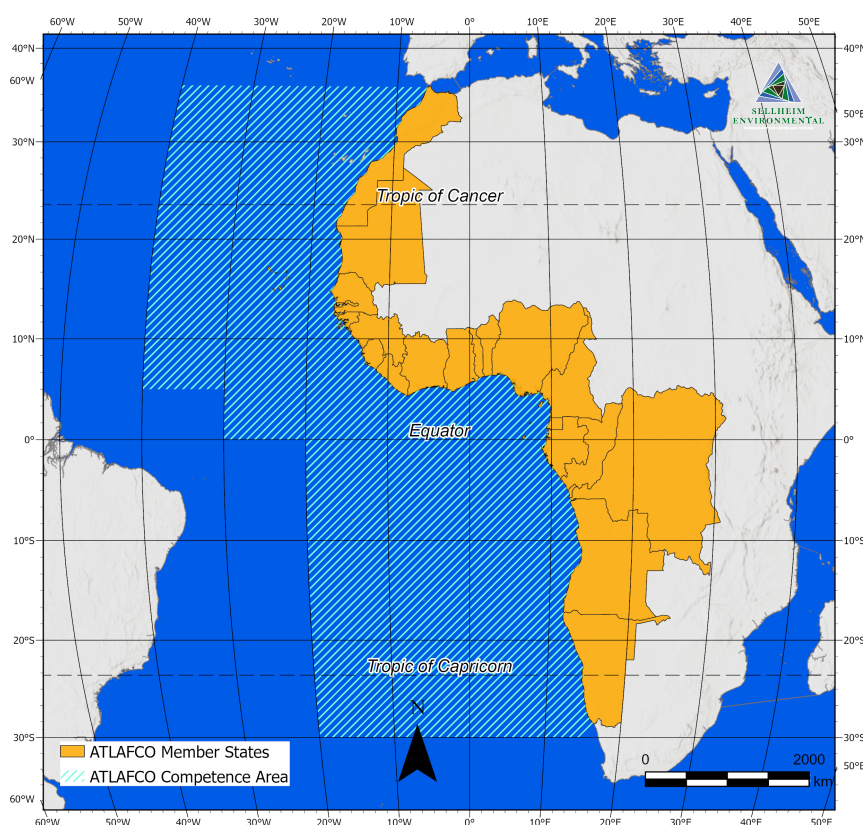 60°W 50°W 40°W 30°W 20°W 10°W 0° 10°E 20°E 30°E 40°E 50°E
40°N 40°N
60°W
SELLHEIM
ENVIRONMENTAL
50°E
30°N 30°N
Tropic of Cancer
20°N 20°N
10°N 10°N
Equator
0° 0°
10°S 10°S
20°S 20°S
Tropic of Capricorn
N
30°S 30°S
ATLAFCO Member States
ATLAFCO Competence Area
0 2000
km
50°E
60°W
60°W 50°W 40°W 30°W 20°W 10°W 0° 10°E 20°E 30°E 40°E 50°E